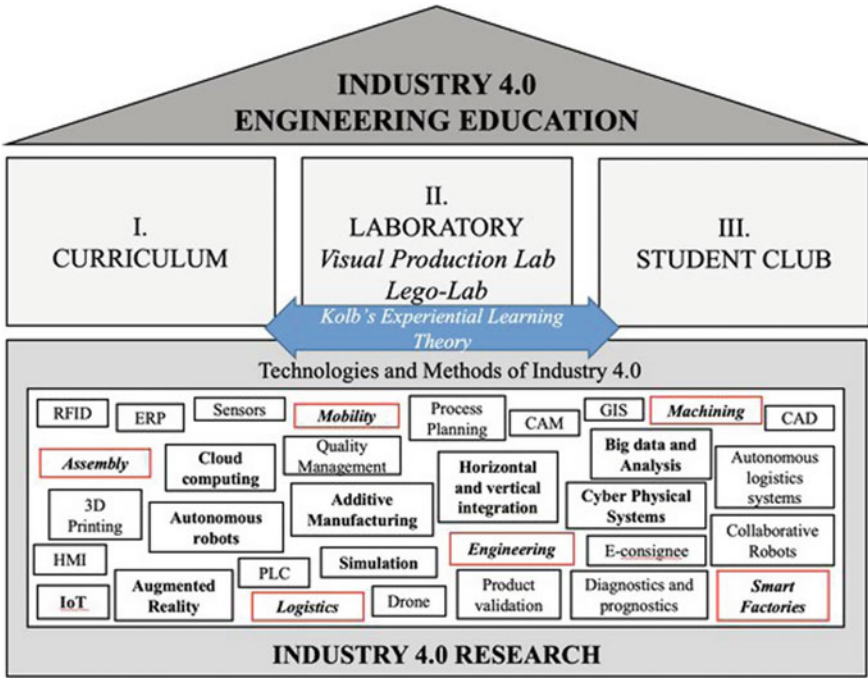 INDUSTRY 4.0
ENGINEERING EDUCATION
I.
CURRICULUM
II.
LABORATORY
Visual Production Lab
Lego-Lab
III.
STUDENT CLUB
Kolb's Experiential Learning
Theory
Technologies and Methods of Industry 4.0
RFID
ERP
Sensors
Mobility
Process
Planning
CAM
GIS
Machining
CAD
Assembly
Cloud
computing
Quality
Management
Horizontal
and vertical
integration
Big data and
Analysis
Autonomous
logistics
systems
3D
Printing
Autonomous
robots
Additive
Manufacturing
Cyber Physical
Systems
HMI
PLC
Simulation
Engineering
E-consignee
Collaborative
Robots
IoT
Augmented
Reality
Logistics
Drone
Product
validation
Diagnostics and
prognostics
Smart
Factories
INDUSTRY 4.0 RESEARCH